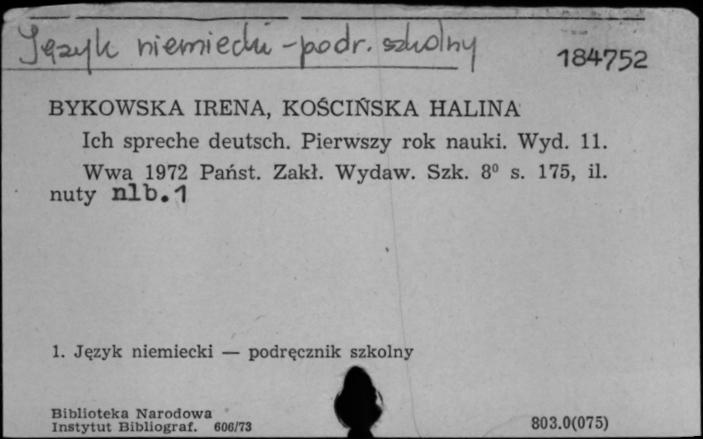 Język niemiecki - podr. szkolny
184752
BYKOWSKA IRENA, KOŚCIŃSKA HALINA
Ich spreche deutsch. Pierwszy rok nauki. Wyd. 11.
Wwa 1972 Państ. Zakł. Wydaw. Szk. 8º s. 175, il.
nuty nlb.1
1. Język niemiecki — podręcznik szkolny
Biblioteka Narodowa
Instytut Bibliograf. 606/73
803.0(075)